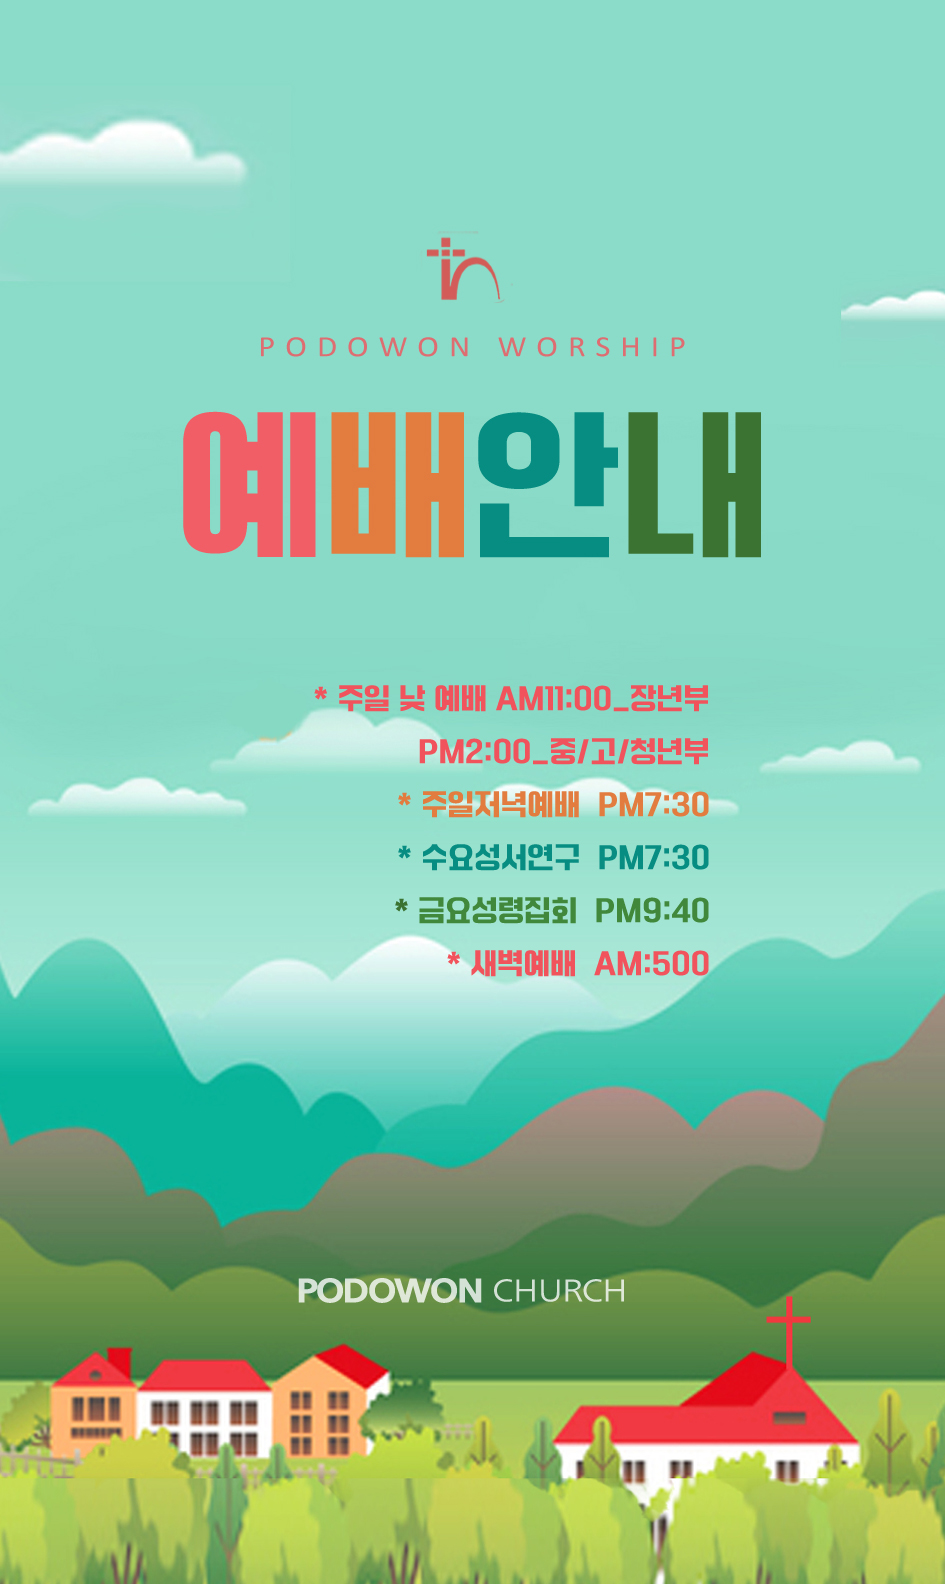 PODOWON WORSHIP
예배안내
* 주일 낮 예배 AM11:00_장년부
PM2:00_중/고/청년부
* 주일저녁예배 PM7:30
* 수요성서연구 PM7:30
* 금요성령집회 PM9:40
* 새벽예배 AM:500
PODOWON CHURCH